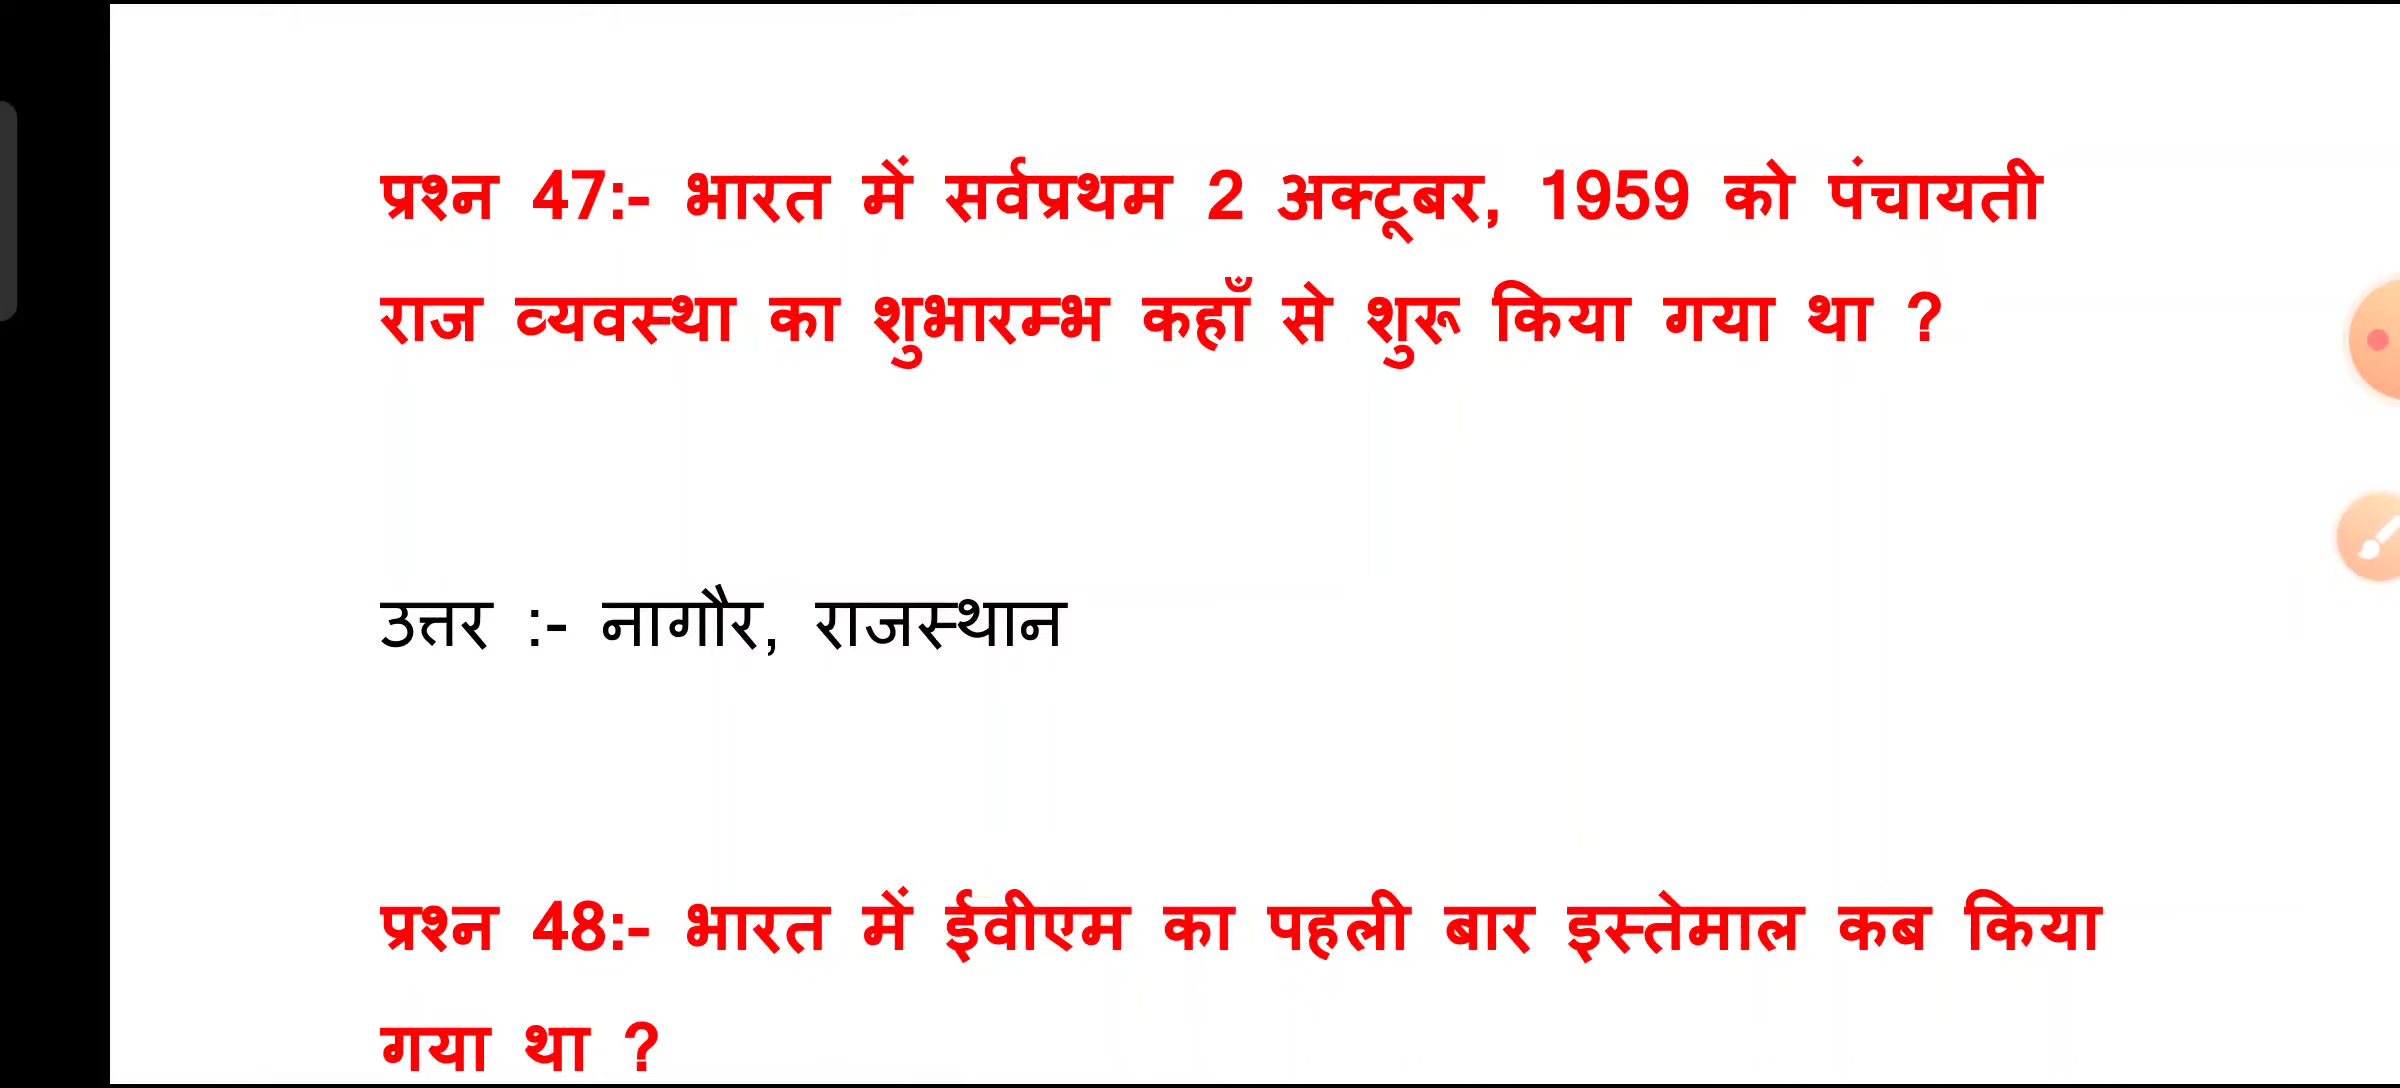 प्रश्न 47:- भारत में सर्वप्रथम 2 अक्टूबर, 1959 को पंचायती
राज व्यवस्था का शुभारम्भ कहाँ से शुरू किया गया था ?
उत्तर :- नागौर, राजस्थान
प्रश्न 48:- भारत में ईवीएम का पहली बार इस्तेमाल कब किया
गया था ?